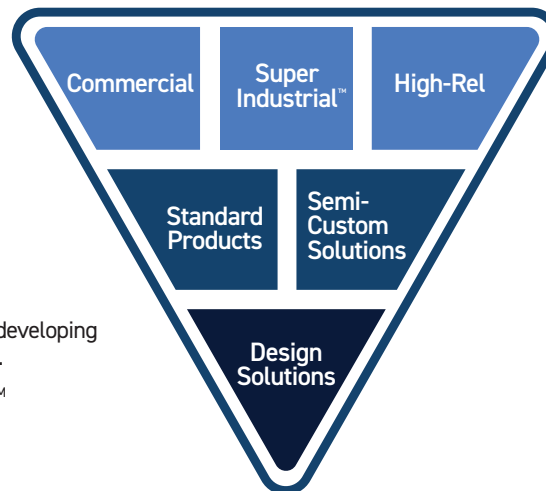 Commercial
Super
Industrial™
High-Rel
Standard
Products
Semi-
Custom
Solutions
developing
.
Design
Solutions